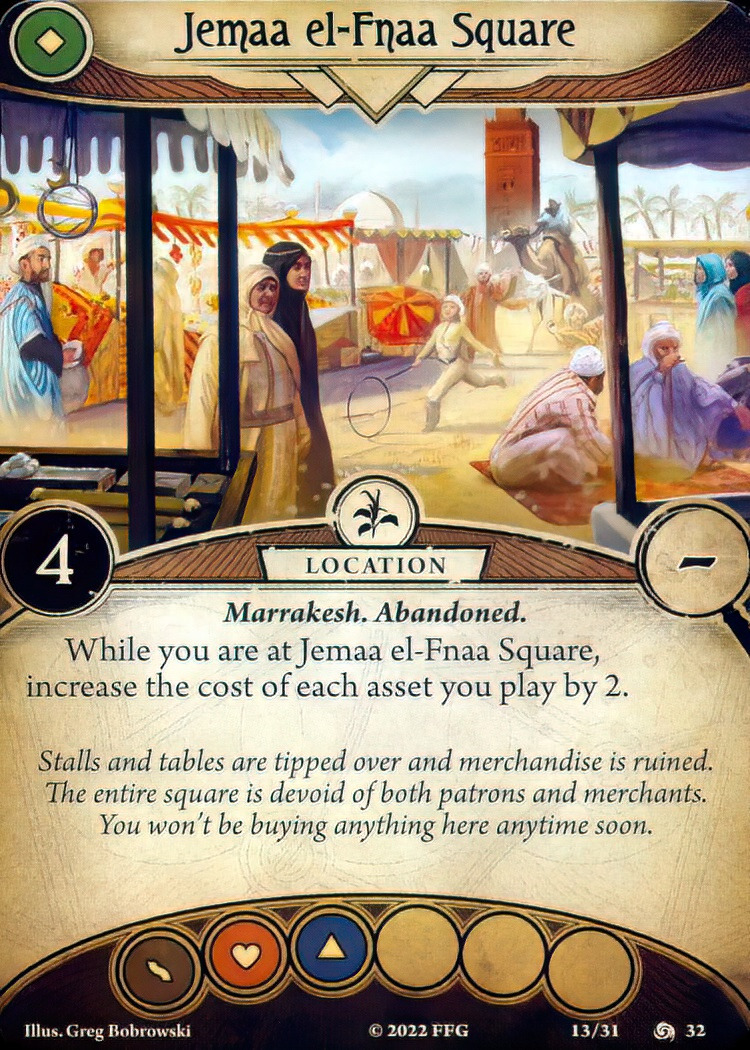 Jemaa el-Fnaa Square
4
-
LOCATION
Marrakesh. Abandoned.
While you are at Jemaa el-Fnaa Square,
increase the cost of each asset you play by 2.
Stalls and tables are tipped over and merchandise is ruined.
The entire square is devoid of both patrons and merchants.
You won't be buying anything here anytime soon.
Illus. Greg Bobrowski © 2022 FFG 13/31 32